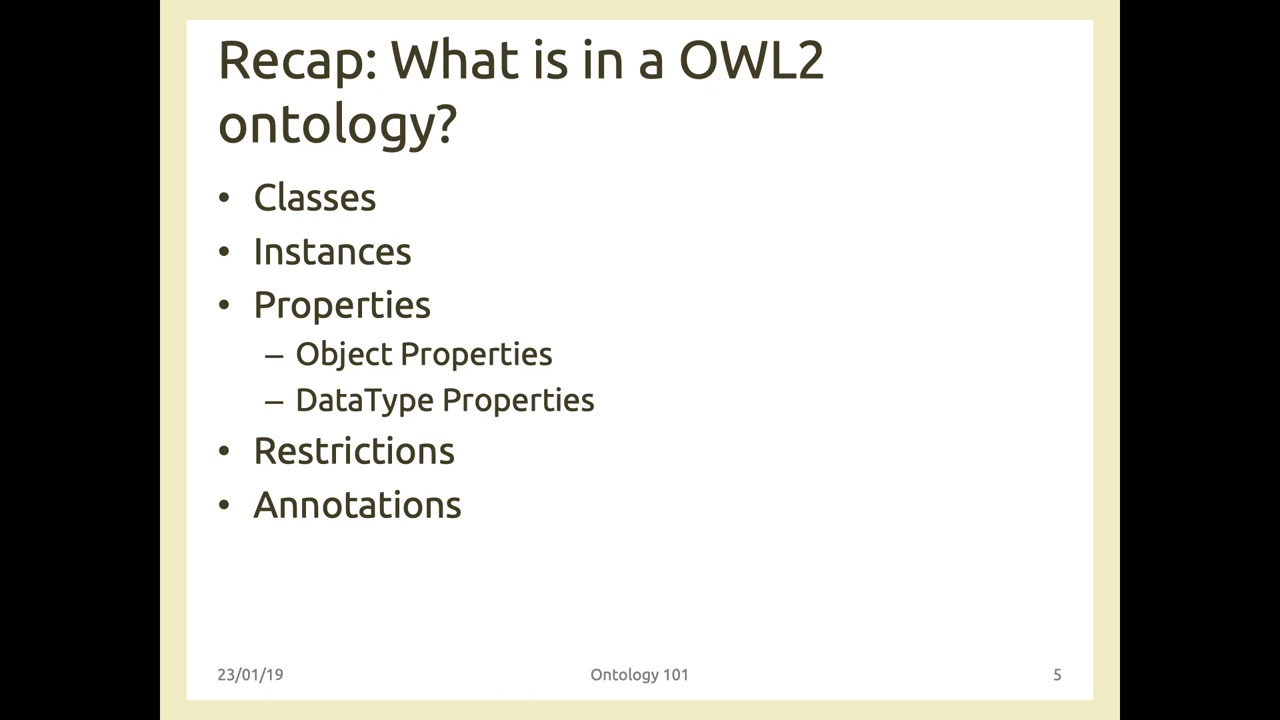 Recap: What is in a OWL2
ontology?
• Classes
• Instances
• Properties
– Object Properties
– DataType Properties
• Restrictions
• Annotations
23/01/19 Ontology 101 5